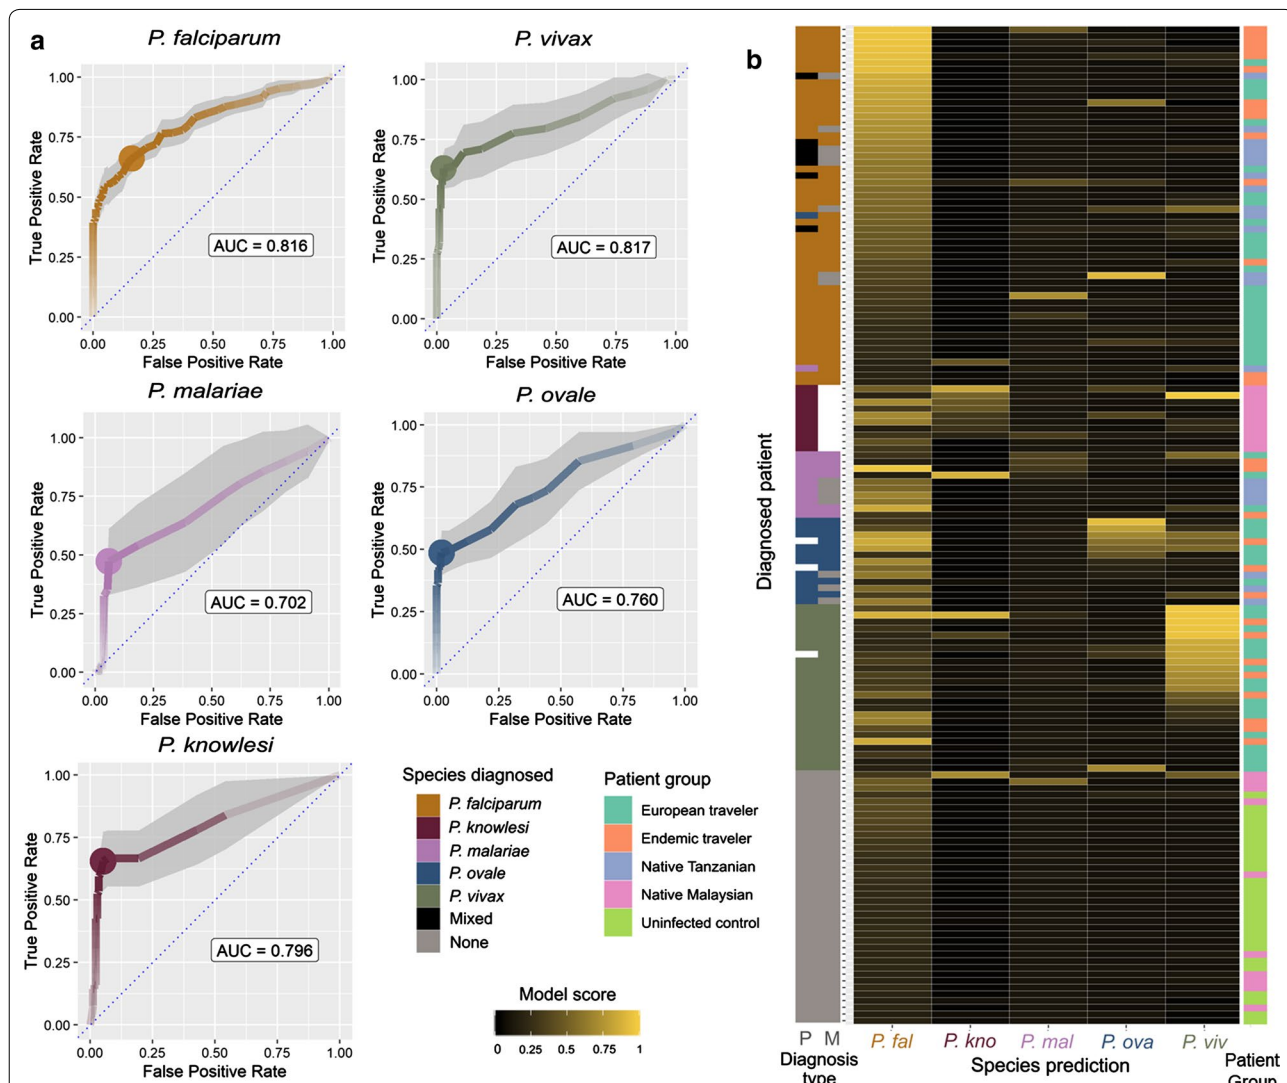 a
P. falciparum
P. vivax
True Positive Rate
1.00
0.75
0.50
0.25
0.00
AUC = 0.816
0.00 0.25 0.50 0.75 1.00
False Positive Rate
True Positive Rate
1.00
0.75
0.50
0.25
0.00
AUC = 0.817
0.00 0.25 0.50 0.75 1.00
False Positive Rate
P. malariae
P. ovale
True Positive Rate
1.00
0.75
0.50
0.25
0.00
AUC = 0.702
0.00 0.25 0.50 0.75 1.00
False Positive Rate
True Positive Rate
1.00
0.75
0.50
0.25
0.00
AUC = 0.760
0.00 0.25 0.50 0.75 1.00
False Positive Rate
P. knowlesi
True Positive Rate
1.00
0.75
0.50
0.25
0.00
AUC = 0.796
0.00 0.25 0.50 0.75 1.00
False Positive Rate
Species diagnosed
P. falciparum
P. knowlesi
P. malariae
P. ovale
P. vivax
Mixed
None
Patient group
European traveler
Endemic traveler
Native Tanzanian
Native Malaysian
Uninfected control
Model score
0 0.25 0.5 0.75 1
b
Diagnosed patient
P M
P. fal P. kno P. mal P. ova P. viv
Diagnosis
type
Species prediction
Patient
Group